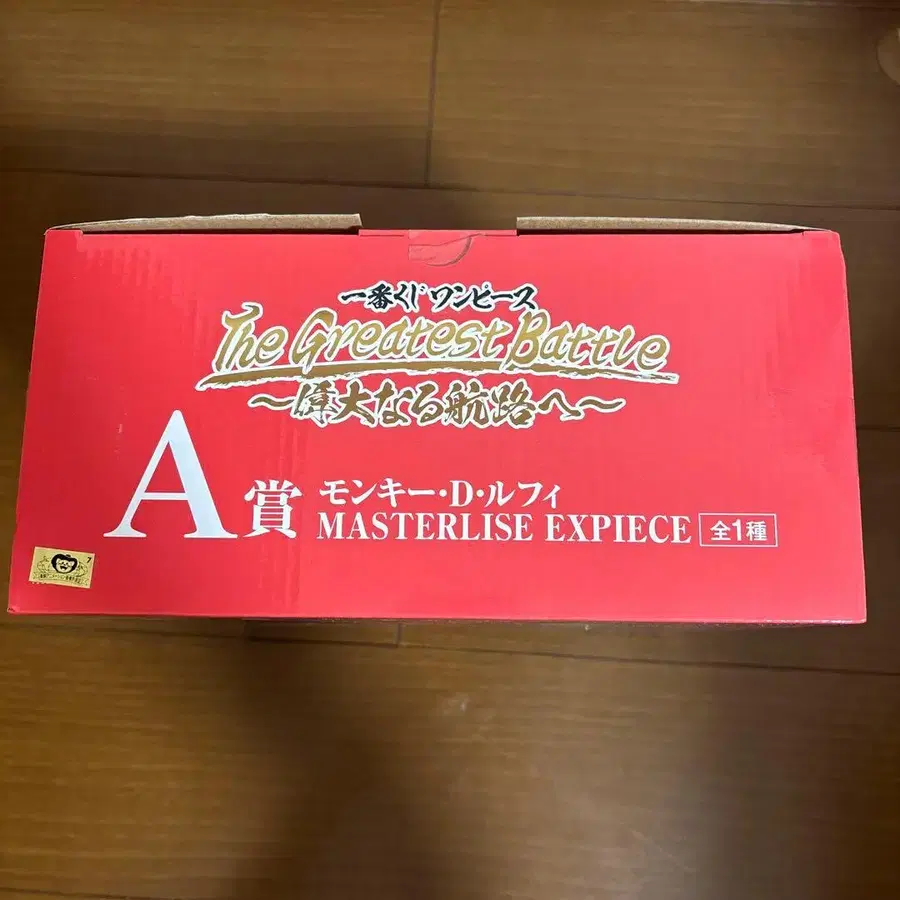 一番くじ ワンピース
The Greatest Battle
～偉大なる航路へ～
A賞
モンキー・D・ルフィ
MASTERLISE EXPIECE 全1種